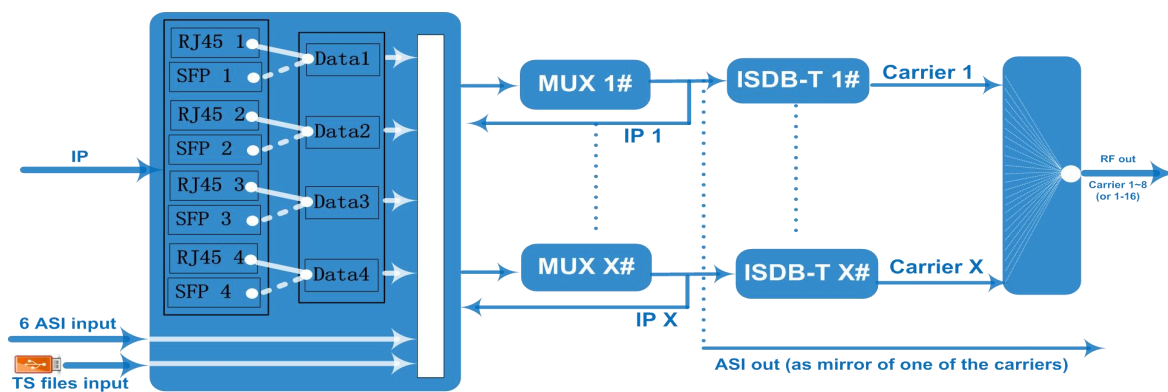 RJ45 1
SFP 1
Data1
RJ45 2
SFP 2
Data2
RJ45 3
SFP 3
Data3
RJ45 4
SFP 4
Data4
IP
6 ASI input
TS files input
MUX 1#
ISDB-T 1#
Carrier 1
IP 1
MUX X#
ISDB-T X#
Carrier X
IP X
RF out
Carrier 1~8
(or 1-16)
ASI out (as mirror of one of the carriers)